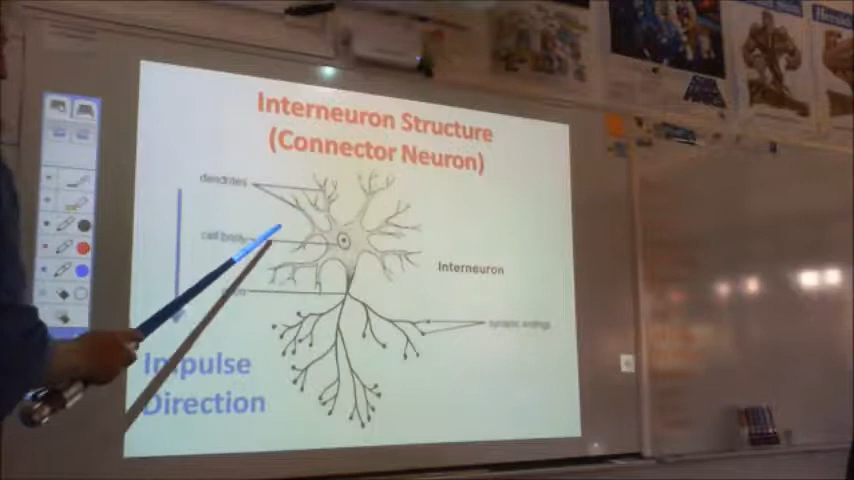 Interneuron Structure
(Connector Neuron)
dendrites
cell body
Interneuron
synaptic endings
Impulse
Direction